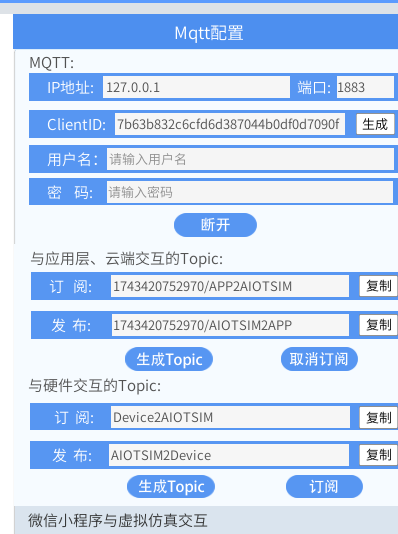 Mqtt配置
MQTT:
IP地址: 127.0.0.1 端口: 1883
ClientID: 7b63b832c6cfd6d387044b0df0d7090f 生成
用户名: 请输入用户名
密 码: 请输入密码
断开
与应用层、云端交互的Topic:
订 阅: 1743420752970/APP2AIOTSIM 复制
发 布: 1743420752970/AIOTSIM2APP 复制
生成Topic 取消订阅
与硬件交互的Topic:
订 阅: Device2AIOTSIM 复制
发 布: AIOTSIM2Device 复制
生成Topic 订阅
微信小程序与虚拟仿真交互